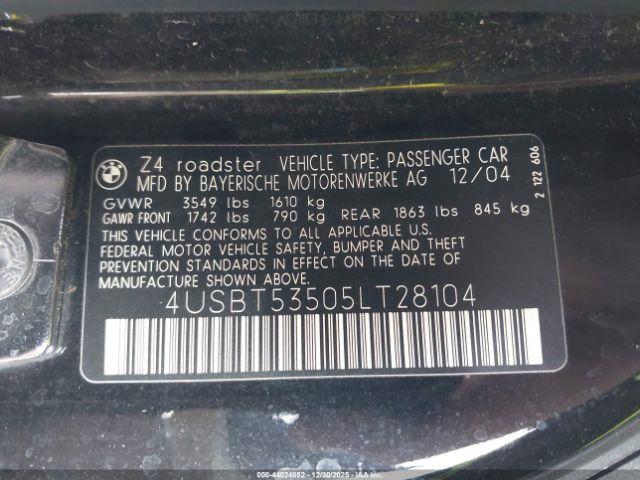 Z4 roadster VEHICLE TYPE: PASSENGER CAR
MFD BY BAYERISCHE MOTORENWERKE AG 12/04
GVWR 3549 lbs 1610 kg
GAWR FRONT 1742 lbs 790 kg REAR 1863 lbs 845 kg
THIS VEHICLE CONFORMS TO ALL APPLICABLE U.S.
FEDERAL MOTOR VEHICLE SAFETY, BUMPER AND THEFT
PREVENTION STANDARDS IN EFFECT ON THE DATE OF
MANUFACTURE SHOWN ABOVE.
4USBT53505LT28104
2 122 606
000-44024852 - 12/30/2025 - COPYRIGHT IAA, LLC.